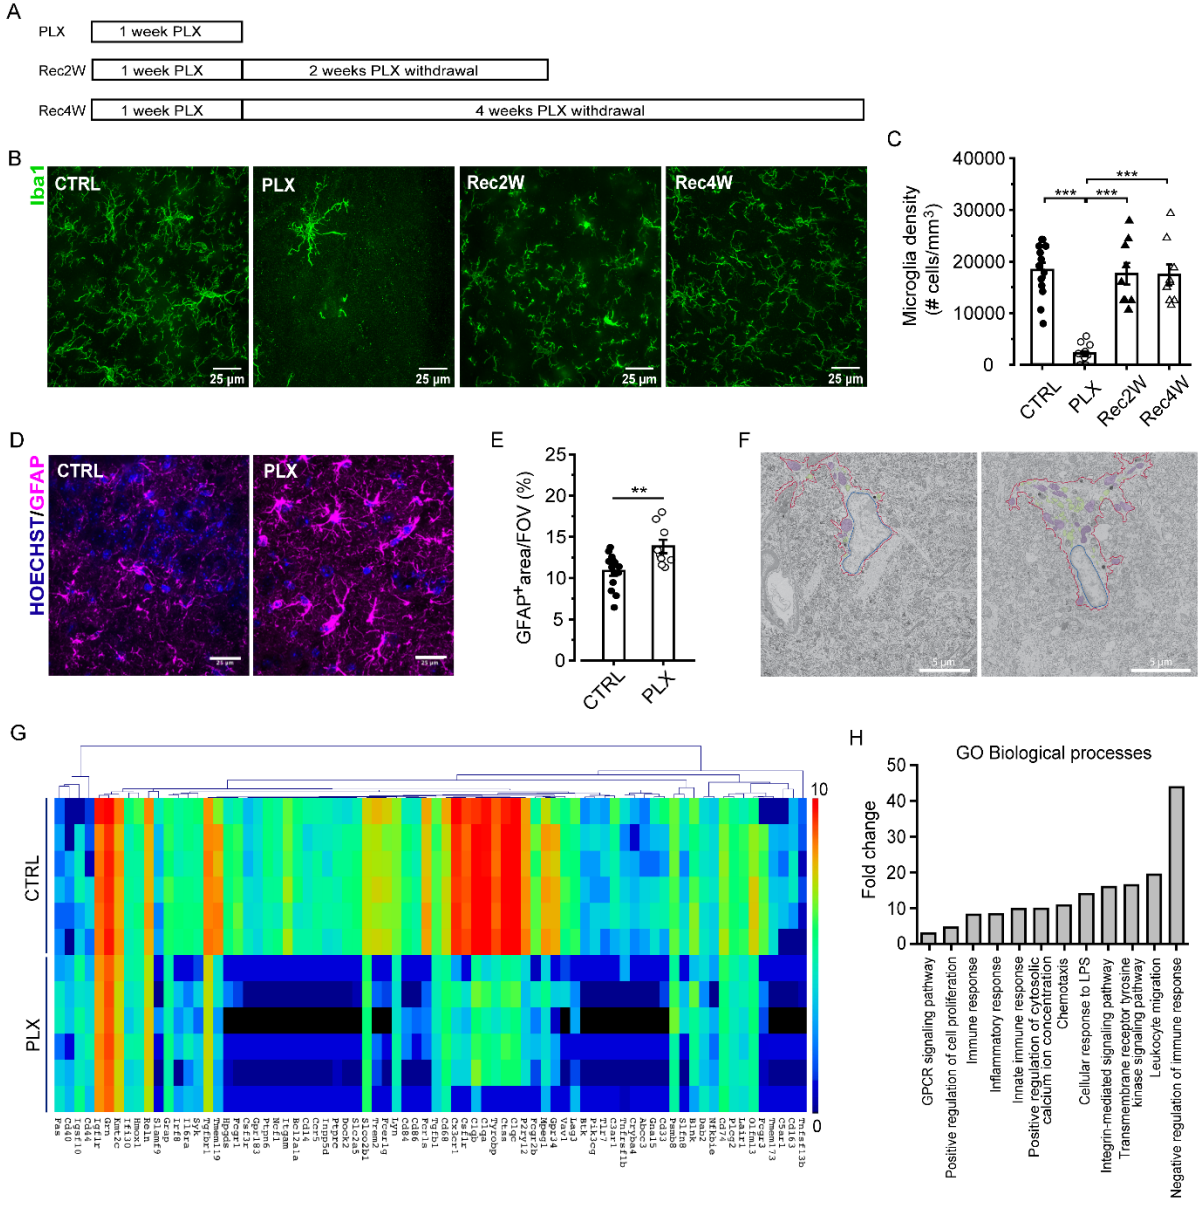 A
PLX
1 week PLX
Rec2W
1 week PLX
2 weeks PLX withdrawal
Rec4W
1 week PLX
4 weeks PLX withdrawal
B
Iba1
CTRL
25 µm
PLX
25 µm
Rec2W
25 µm
Rec4W
25 µm
C
Microglia density
(# cells/mm³)
40000
30000
20000
10000
0
***
***
***
CTRL
PLX
Rec2W
Rec4W
D
HOECHST/GFAP
CTRL
25 µm
PLX
25 µm
E
GFAP⁺area/FOV (%)
25
20
15
10
5
0
**
CTRL
PLX
F
5 µm
5 µm
G
CTRL
PLX
10
0
Fas
Cd40
Igsf10
Cd44
Igf1r
Grn
Kmt2c
Ifi30
Hmox1
Reln
Slamf9
Grap
Irf8
Il6ra
Syk
Tgfbr1
Tmem119
Hpgds
Fcgr1
Csf3r
Gpr183
Ptpn6
Ncf1
Itgam
Bcl2a1a
Cd14
Ccr5
Inpp5d
Ptprc
Dock2
Slc2a5
Slco2b1
Trem2
Fcer1g
Lyn
Cd84
Cd86
Fcrls
Tgfb1
Cd68
Cx3cr1
Csf1r
C1qb
C1qa
Tyrobp
Ctss
C1qc
P2ry12
Fcgr2b
Mpeg1
Gpr34
Vav1
Lag3
Btk
Pik3cg
Tlr7
C3ar1
Tnfrsf1b
Cryba4
Abcc3
Gna15
Cd33
Psmb8
Slfn8
Blnk
Dab2
Nfkbie
Cd74
Plcg2
Lair1
Olfml3
Fcgr3
Tmem173
C5ar1
Cd163
Tnfsf13b
H
GO Biological processes
Fold change
50
40
30
20
10
0
GPCR signaling pathway
Positive regulation of cell proliferation
Immune response
Inflammatory response
Innate immune response
Positive regulation of cytosolic
calcium ion concentration
Chemotaxis
Cellular response to LPS
Integrin-mediated signaling pathway
Transmembrane receptor tyrosine
kinase signaling pathway
Leukocyte migration
Negative regulation of immune response